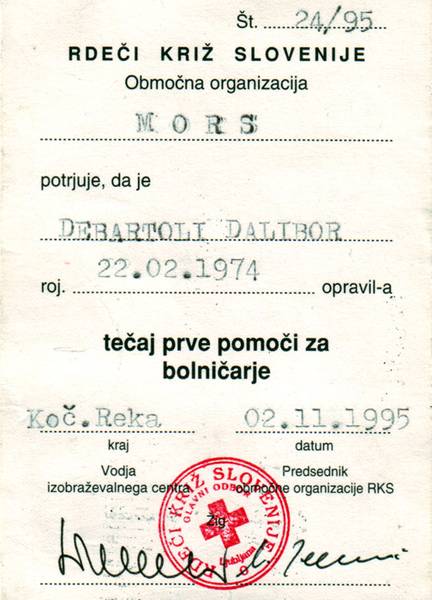 Št. 24/95
RDEČI KRIŽ SLOVENIJE
Območna organizacija
MORS
potrjuje, da je
DEBARTOLI DALIBOR
22.02.1974
roj. opravil-a
tečaj prve pomoči za
bolničarje
Koč.Reka 02.11.1995
kraj datum
Vodja Predsednik
izobraževalnega centra območne organizacije RKS
Žig
RDEČI KRIŽ SLOVENIJE
GLAVNI ODBOR
Ljubljana